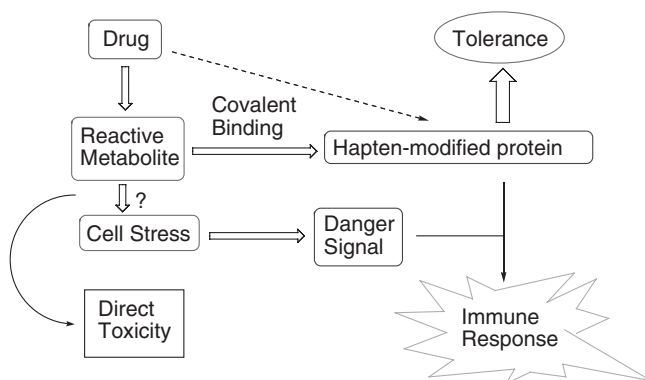 Drug
Tolerance
Covalent
Binding
Reactive
Metabolite
Hapten-modified protein
?
Cell Stress
Danger
Signal
Direct
Toxicity
Immune
Response